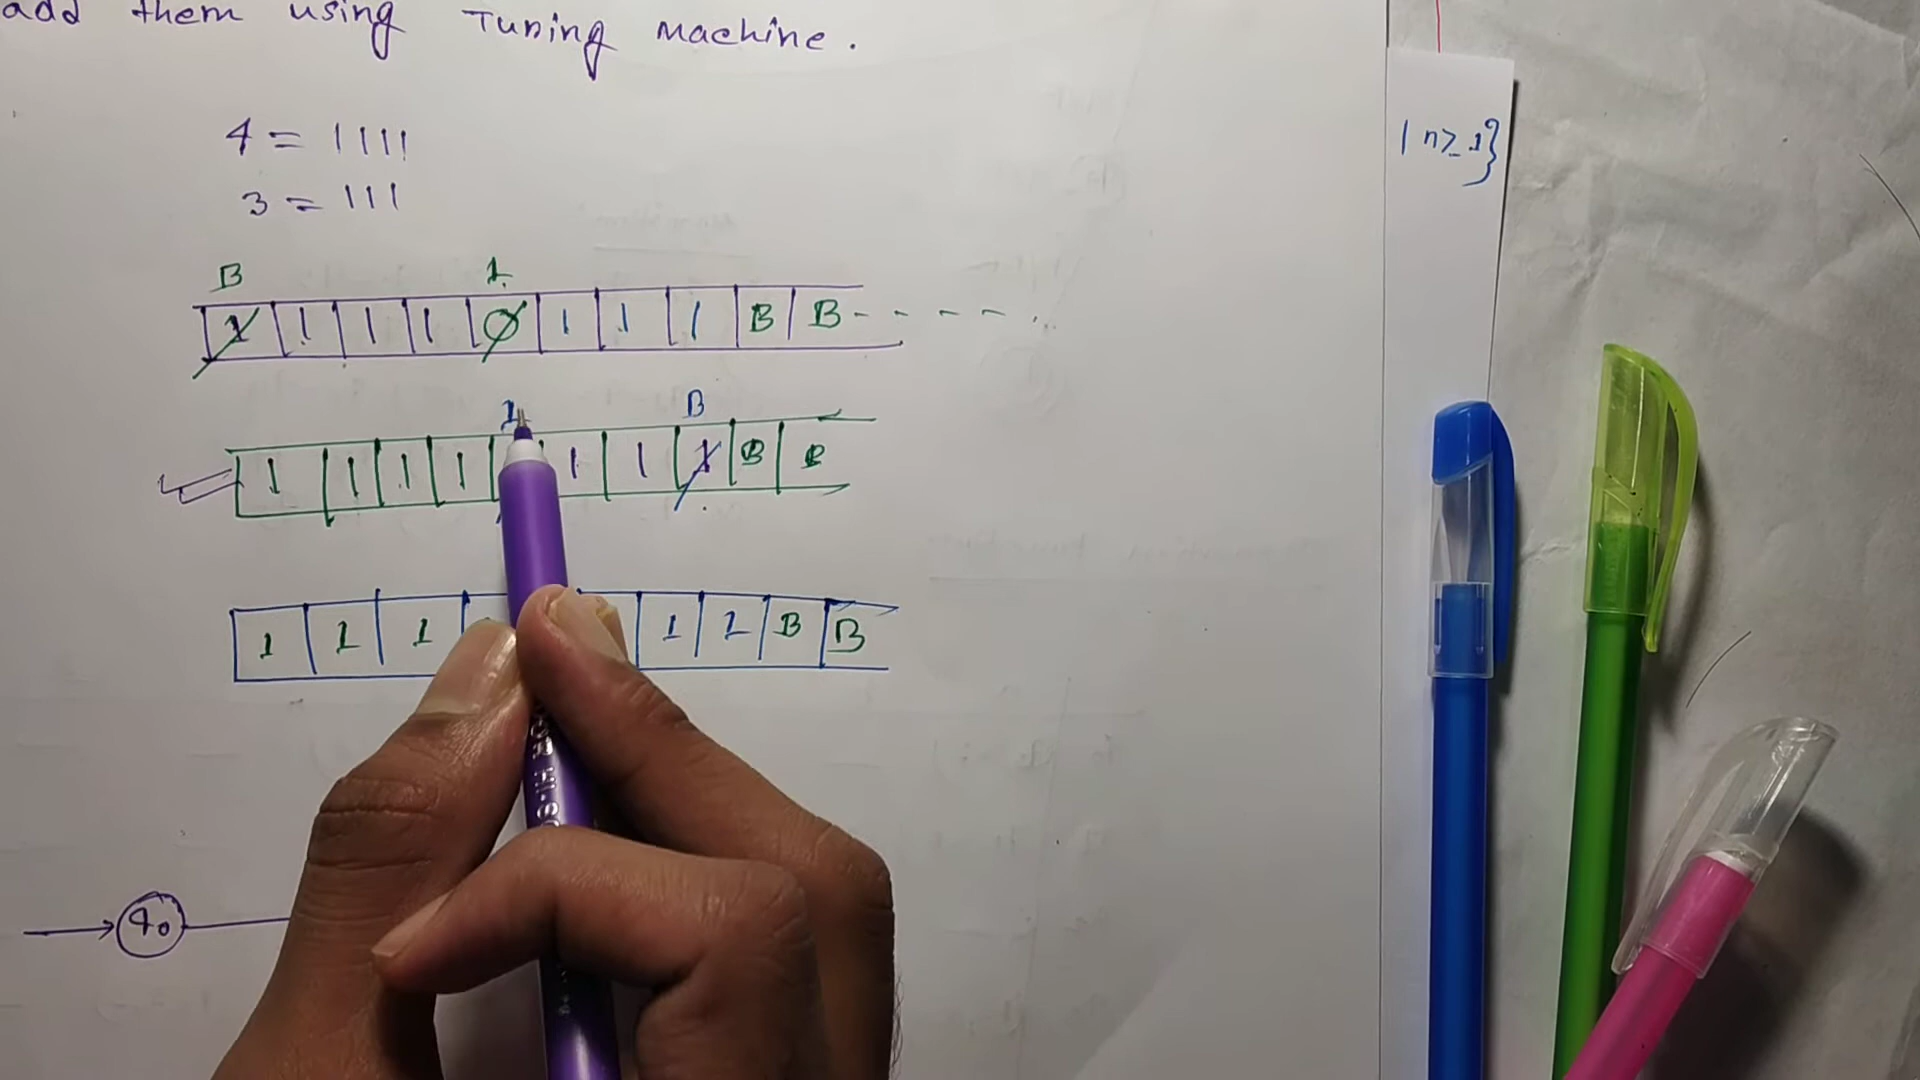 add them using Turing machine.
4 = 1111
3 = 111
| n ≥ 1}
B 1
1 1 1 1 0 1 1 1 B B - - - - -
1 B
1 1 1 1 1 1 1 B B
1 1 1 1 1 B B
q0